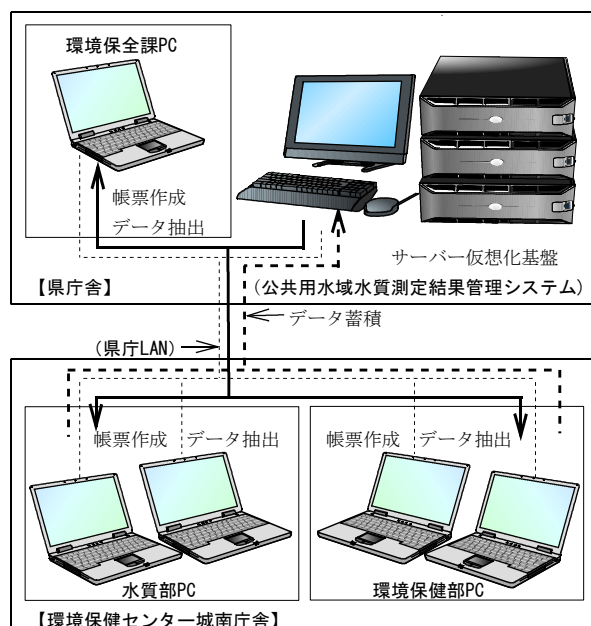 環境保全課PC
帳票作成
データ抽出
サーバー仮想化基盤
【県庁舎】
(公共用水域水質測定結果管理システム)
データ蓄積
(県庁LAN)
帳票作成 データ抽出
帳票作成 データ抽出
水質部PC
環境保健部PC
【環境保健センター城南庁舎】